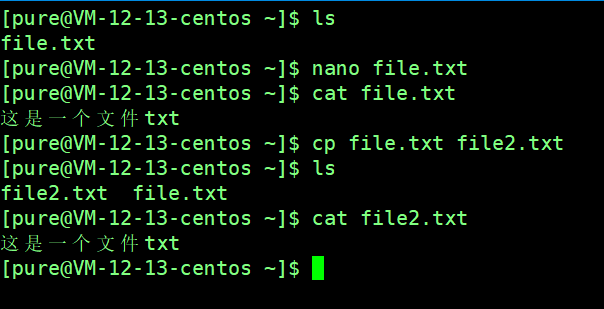 [pure@VM-12-13-centos ~]$ ls
file.txt
[pure@VM-12-13-centos ~]$ nano file.txt
[pure@VM-12-13-centos ~]$ cat file.txt
这是一个文件txt
[pure@VM-12-13-centos ~]$ cp file.txt file2.txt
[pure@VM-12-13-centos ~]$ ls
file2.txt  file.txt
[pure@VM-12-13-centos ~]$ cat file2.txt
这是一个文件txt
[pure@VM-12-13-centos ~]$